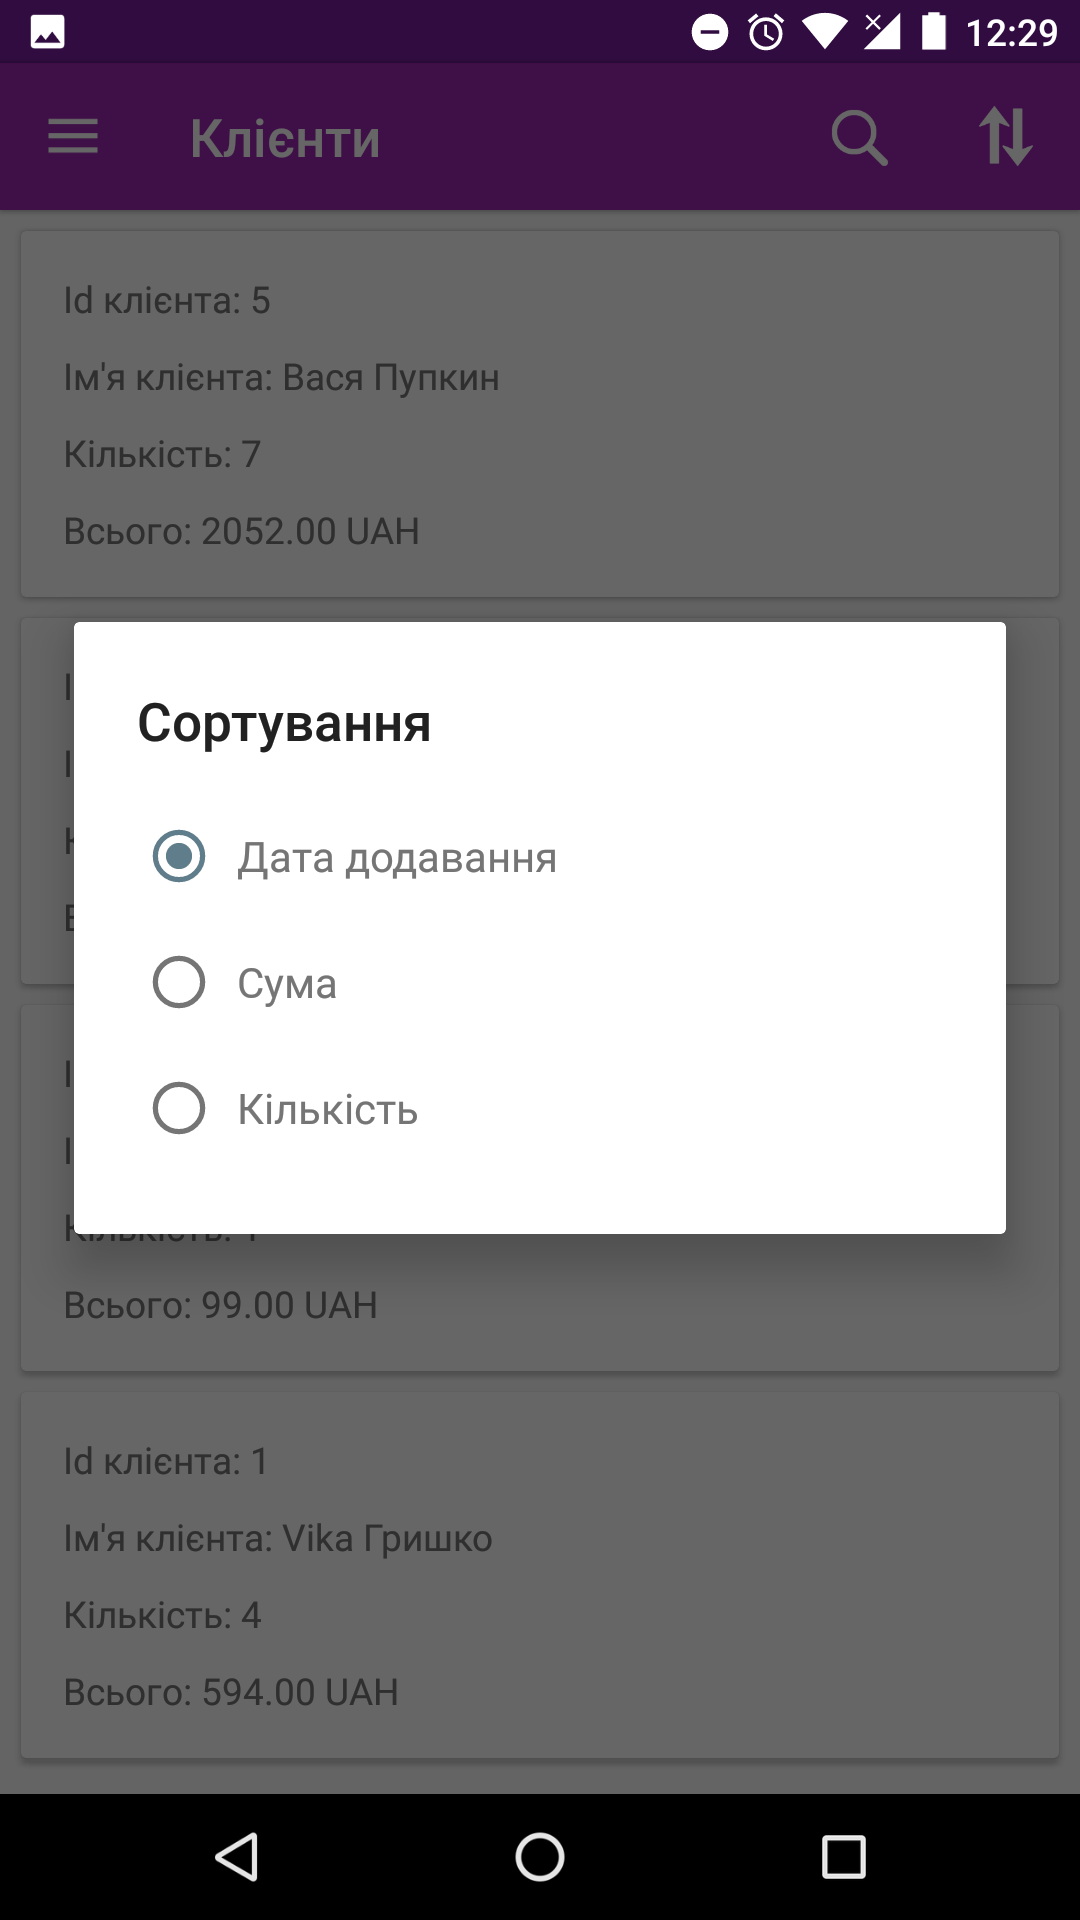 12:29
Клієнти
Id клієнта: 5
Ім'я клієнта: Вася Пупкин
Кількість: 7
Всього: 2052.00 UAH
Сортування
Дата додавання
Сума
Кількість
Всього: 99.00 UAH
Id клієнта: 1
Ім'я клієнта: Vika Гришко
Кількість: 4
Всього: 594.00 UAH